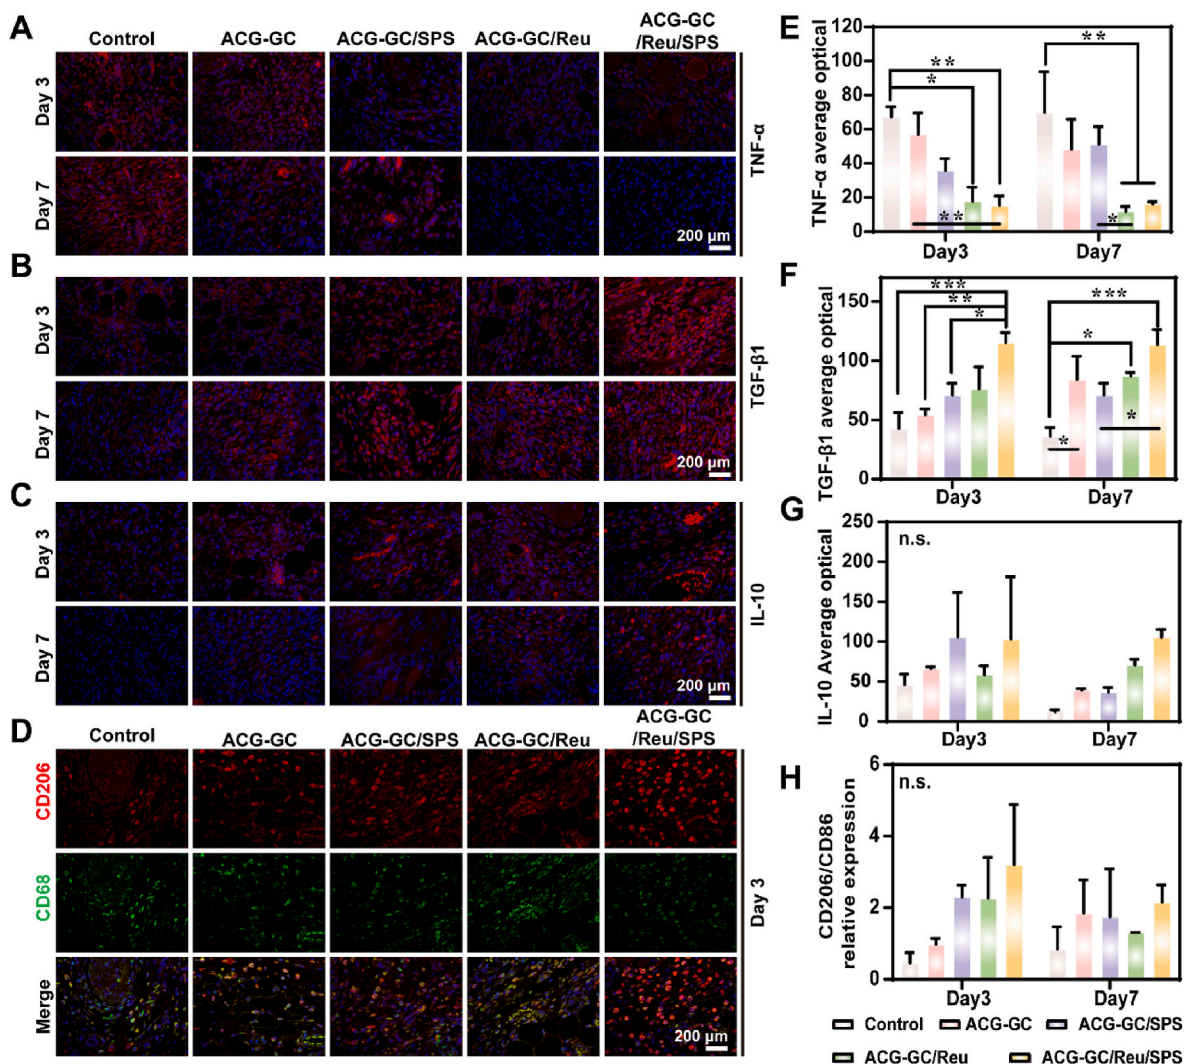 A
Control
ACG-GC
ACG-GC/SPS
ACG-GC/Reu
ACG-GC
/Reu/SPS
Day 3
Day 7
TNF-α
200 μm
B
Day 3
Day 7
TGF-β1
200 μm
C
Day 3
Day 7
IL-10
200 μm
D
Control
ACG-GC
ACG-GC/SPS
ACG-GC/Reu
ACG-GC
/Reu/SPS
CD206
CD68
Merge
Day 3
200 μm
E
TNF-α average optical
120
100
80
60
40
20
0
**
*
**
**
*
Day3
Day7
F
TGF-β1 average optical
150
100
50
0
***
**
*
***
*
*
*
Day3
Day7
G
IL-10 Average optical
250
200
150
100
50
0
n.s.
Day3
Day7
H
CD206/CD86
relative expression
6
4
2
0
n.s.
Day3
Day7
Control
ACG-GC
ACG-GC/SPS
ACG-GC/Reu
ACG-GC/Reu/SPS